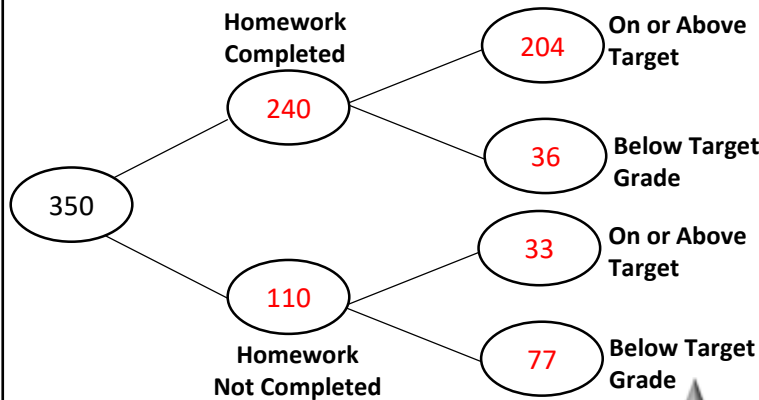 Homework
Completed
204
On or Above
Target
240
36
Below Target
Grade
350
33
On or Above
Target
110
Homework
Not Completed
77
Below Target
Grade